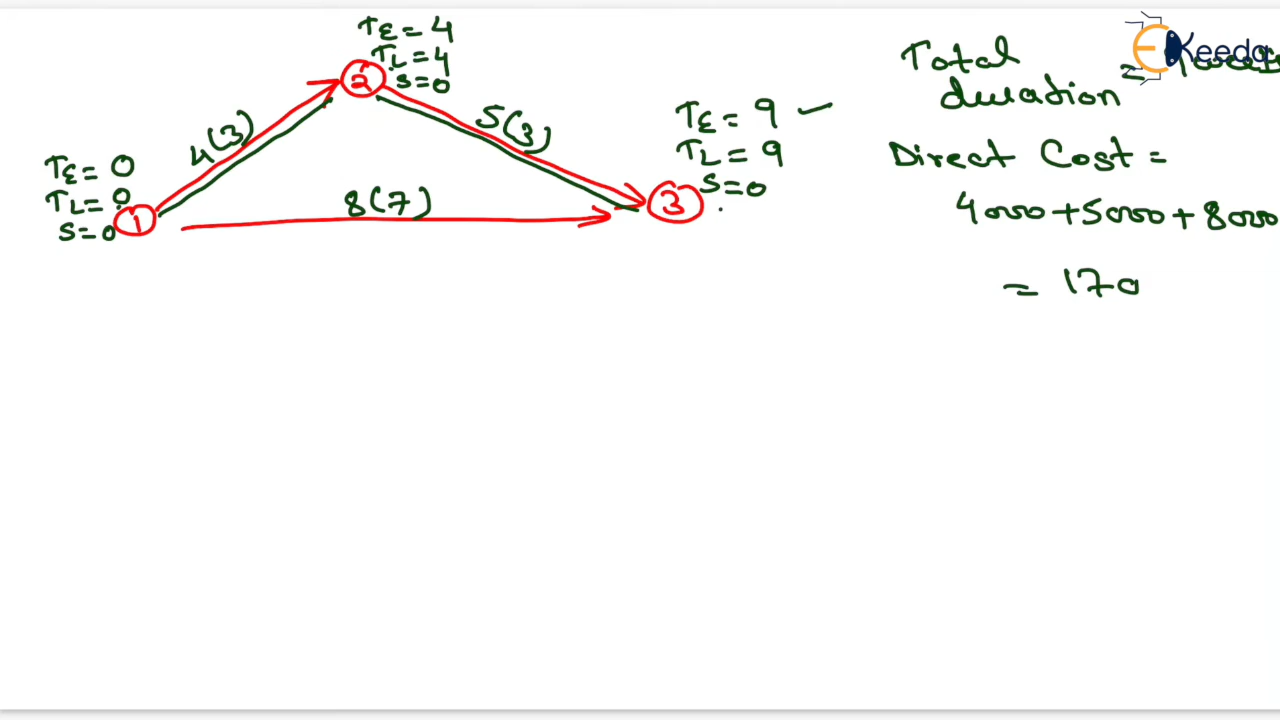 TE = 4
TL = 4
S = 0
2
4(3)
5(3)
TE = 0
TL = 0
S = 0
1
8(7)
TE = 9
TL = 9
S = 0
3
Total
duration =
Keeda
Direct Cost =
4000 + 5000 + 8000
= 170